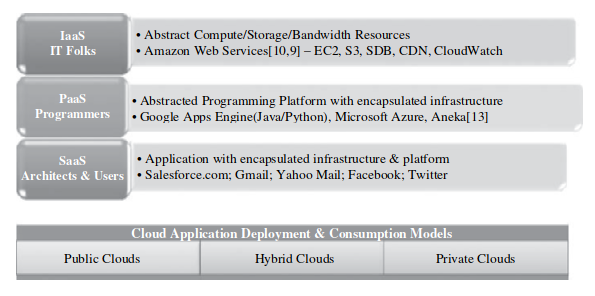 IaaS
IT Folks
• Abstract Compute/Storage/Bandwidth Resources
• Amazon Web Services[10,9] – EC2, S3, SDB, CDN, CloudWatch
PaaS
Programmers
• Abstracted Programming Platform with encapsulated infrastructure
• Google Apps Engine(Java/Python), Microsoft Azure, Aneka[13]
SaaS
Architects & Users
• Application with encapsulated infrastructure & platform
• Salesforce.com; Gmail; Yahoo Mail; Facebook; Twitter
Cloud Application Deployment & Consumption Models
Public Clouds
Hybrid Clouds
Private Clouds